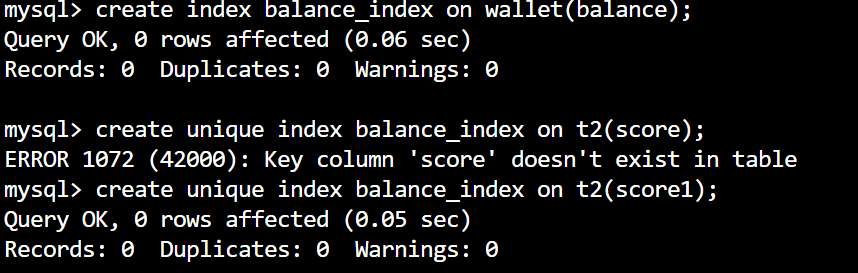 mysql> create index balance_index on wallet(balance);
Query OK, 0 rows affected (0.06 sec)
Records: 0  Duplicates: 0  Warnings: 0

mysql> create unique index balance_index on t2(score);
ERROR 1072 (42000): Key column 'score' doesn't exist in table
mysql> create unique index balance_index on t2(score1);
Query OK, 0 rows affected (0.05 sec)
Records: 0  Duplicates: 0  Warnings: 0